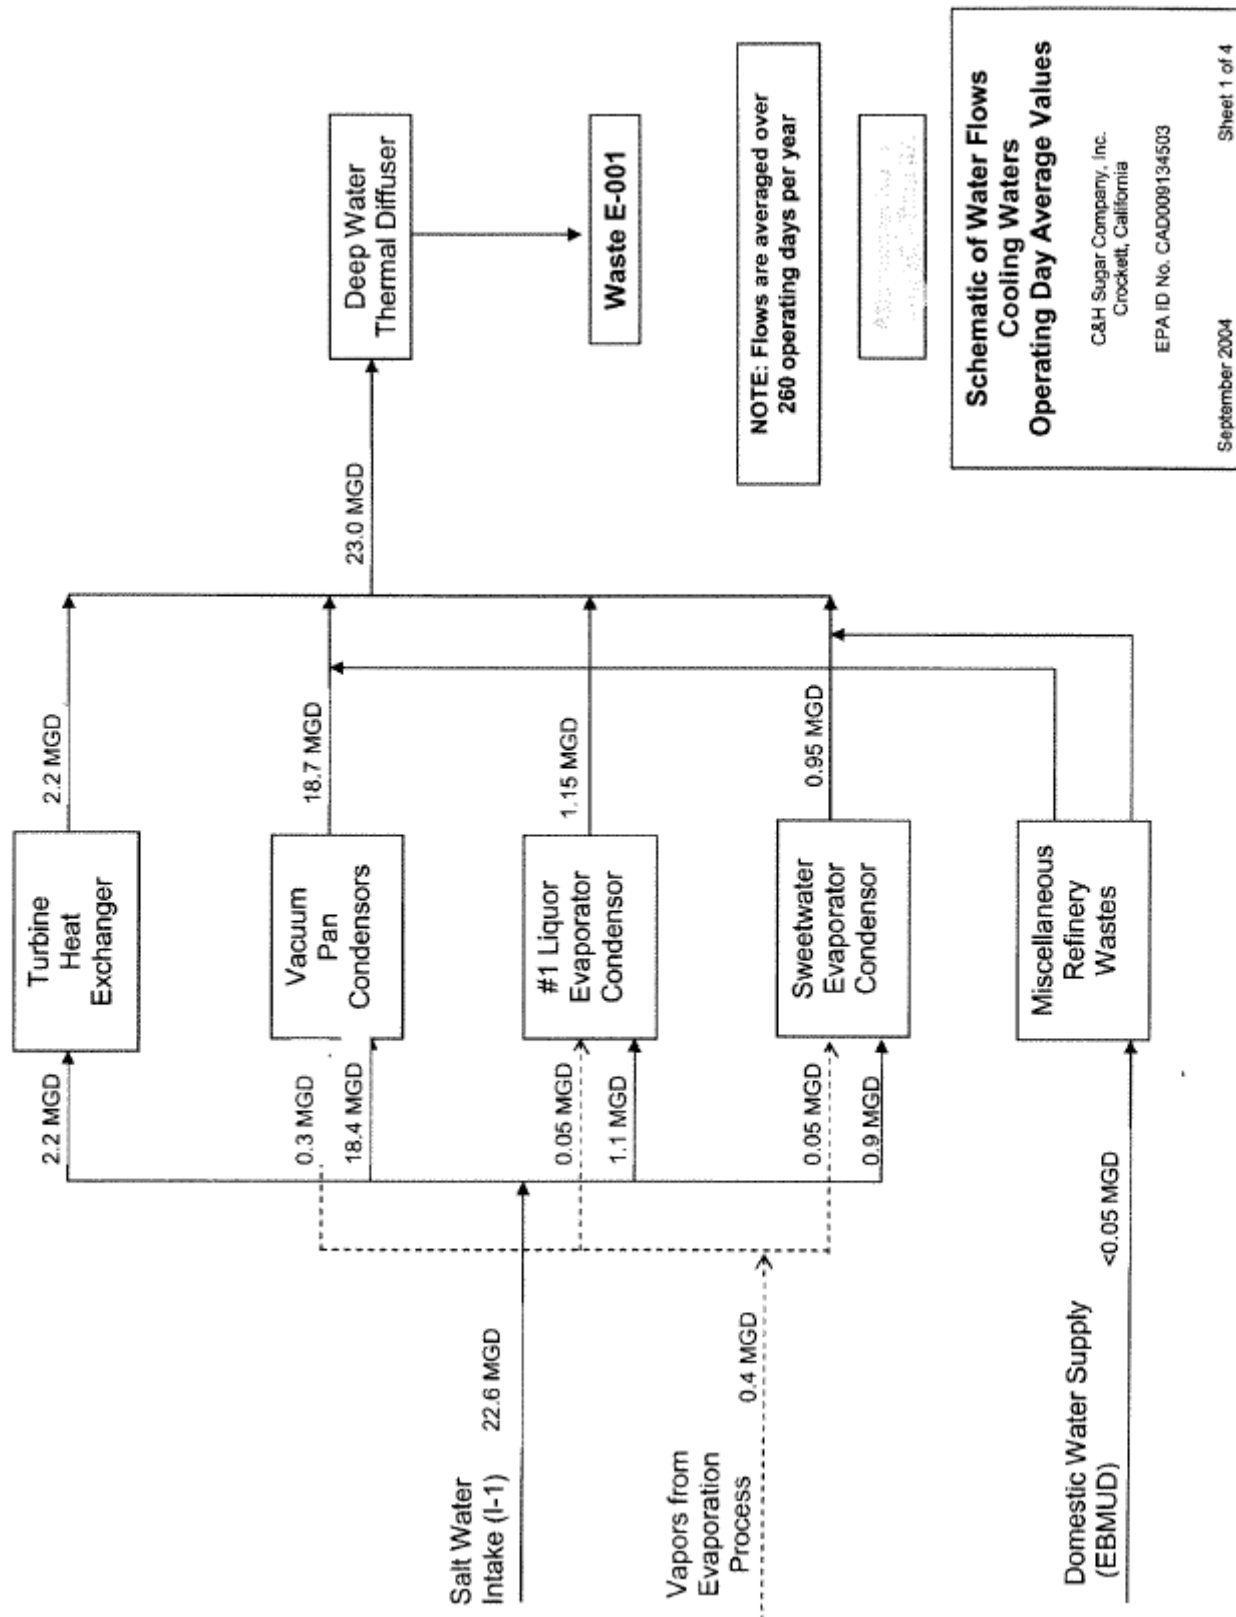 Salt Water
Intake (I-1)
22.6 MGD
Vapors from
Evaporation
Process
0.4 MGD
Domestic Water Supply
(EBMUD)
<0.05 MGD
2.2 MGD
0.3 MGD
18.4 MGD
0.05 MGD
1.1 MGD
0.05 MGD
0.9 MGD
Turbine
Heat
Exchanger
Vacuum
Pan
Condensors
#1 Liquor
Evaporator
Condensor
Sweetwater
Evaporator
Condensor
Miscellaneous
Refinery
Wastes
2.2 MGD
18.7 MGD
1.15 MGD
0.95 MGD
23.0 MGD
Deep Water
Thermal Diffuser
Waste E-001
NOTE: Flows are averaged over
260 operating days per year
Schematic of Water Flows
Cooling Waters
Operating Day Average Values
C&H Sugar Company, Inc.
Crockett, California
EPA ID No. CAD009134503
September 2004
Sheet 1 of 4